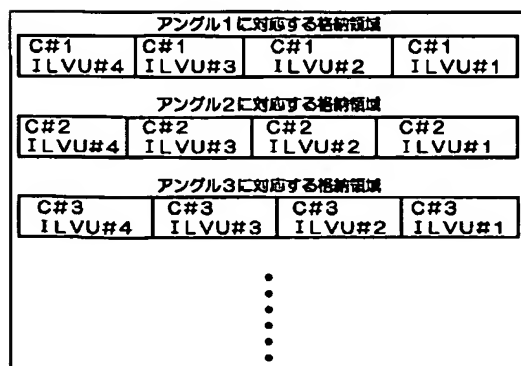 アングル1に対応する格納領域
C#1 C#1 C#1 C#1
ILVU#4 ILVU#3 ILVU#2 ILVU#1
アングル2に対応する格納領域
C#2 C#2 C#2 C#2
ILVU#4 ILVU#3 ILVU#2 ILVU#1
アングル3に対応する格納領域
C#3 C#3 C#3 C#3
ILVU#4 ILVU#3 ILVU#2 ILVU#1